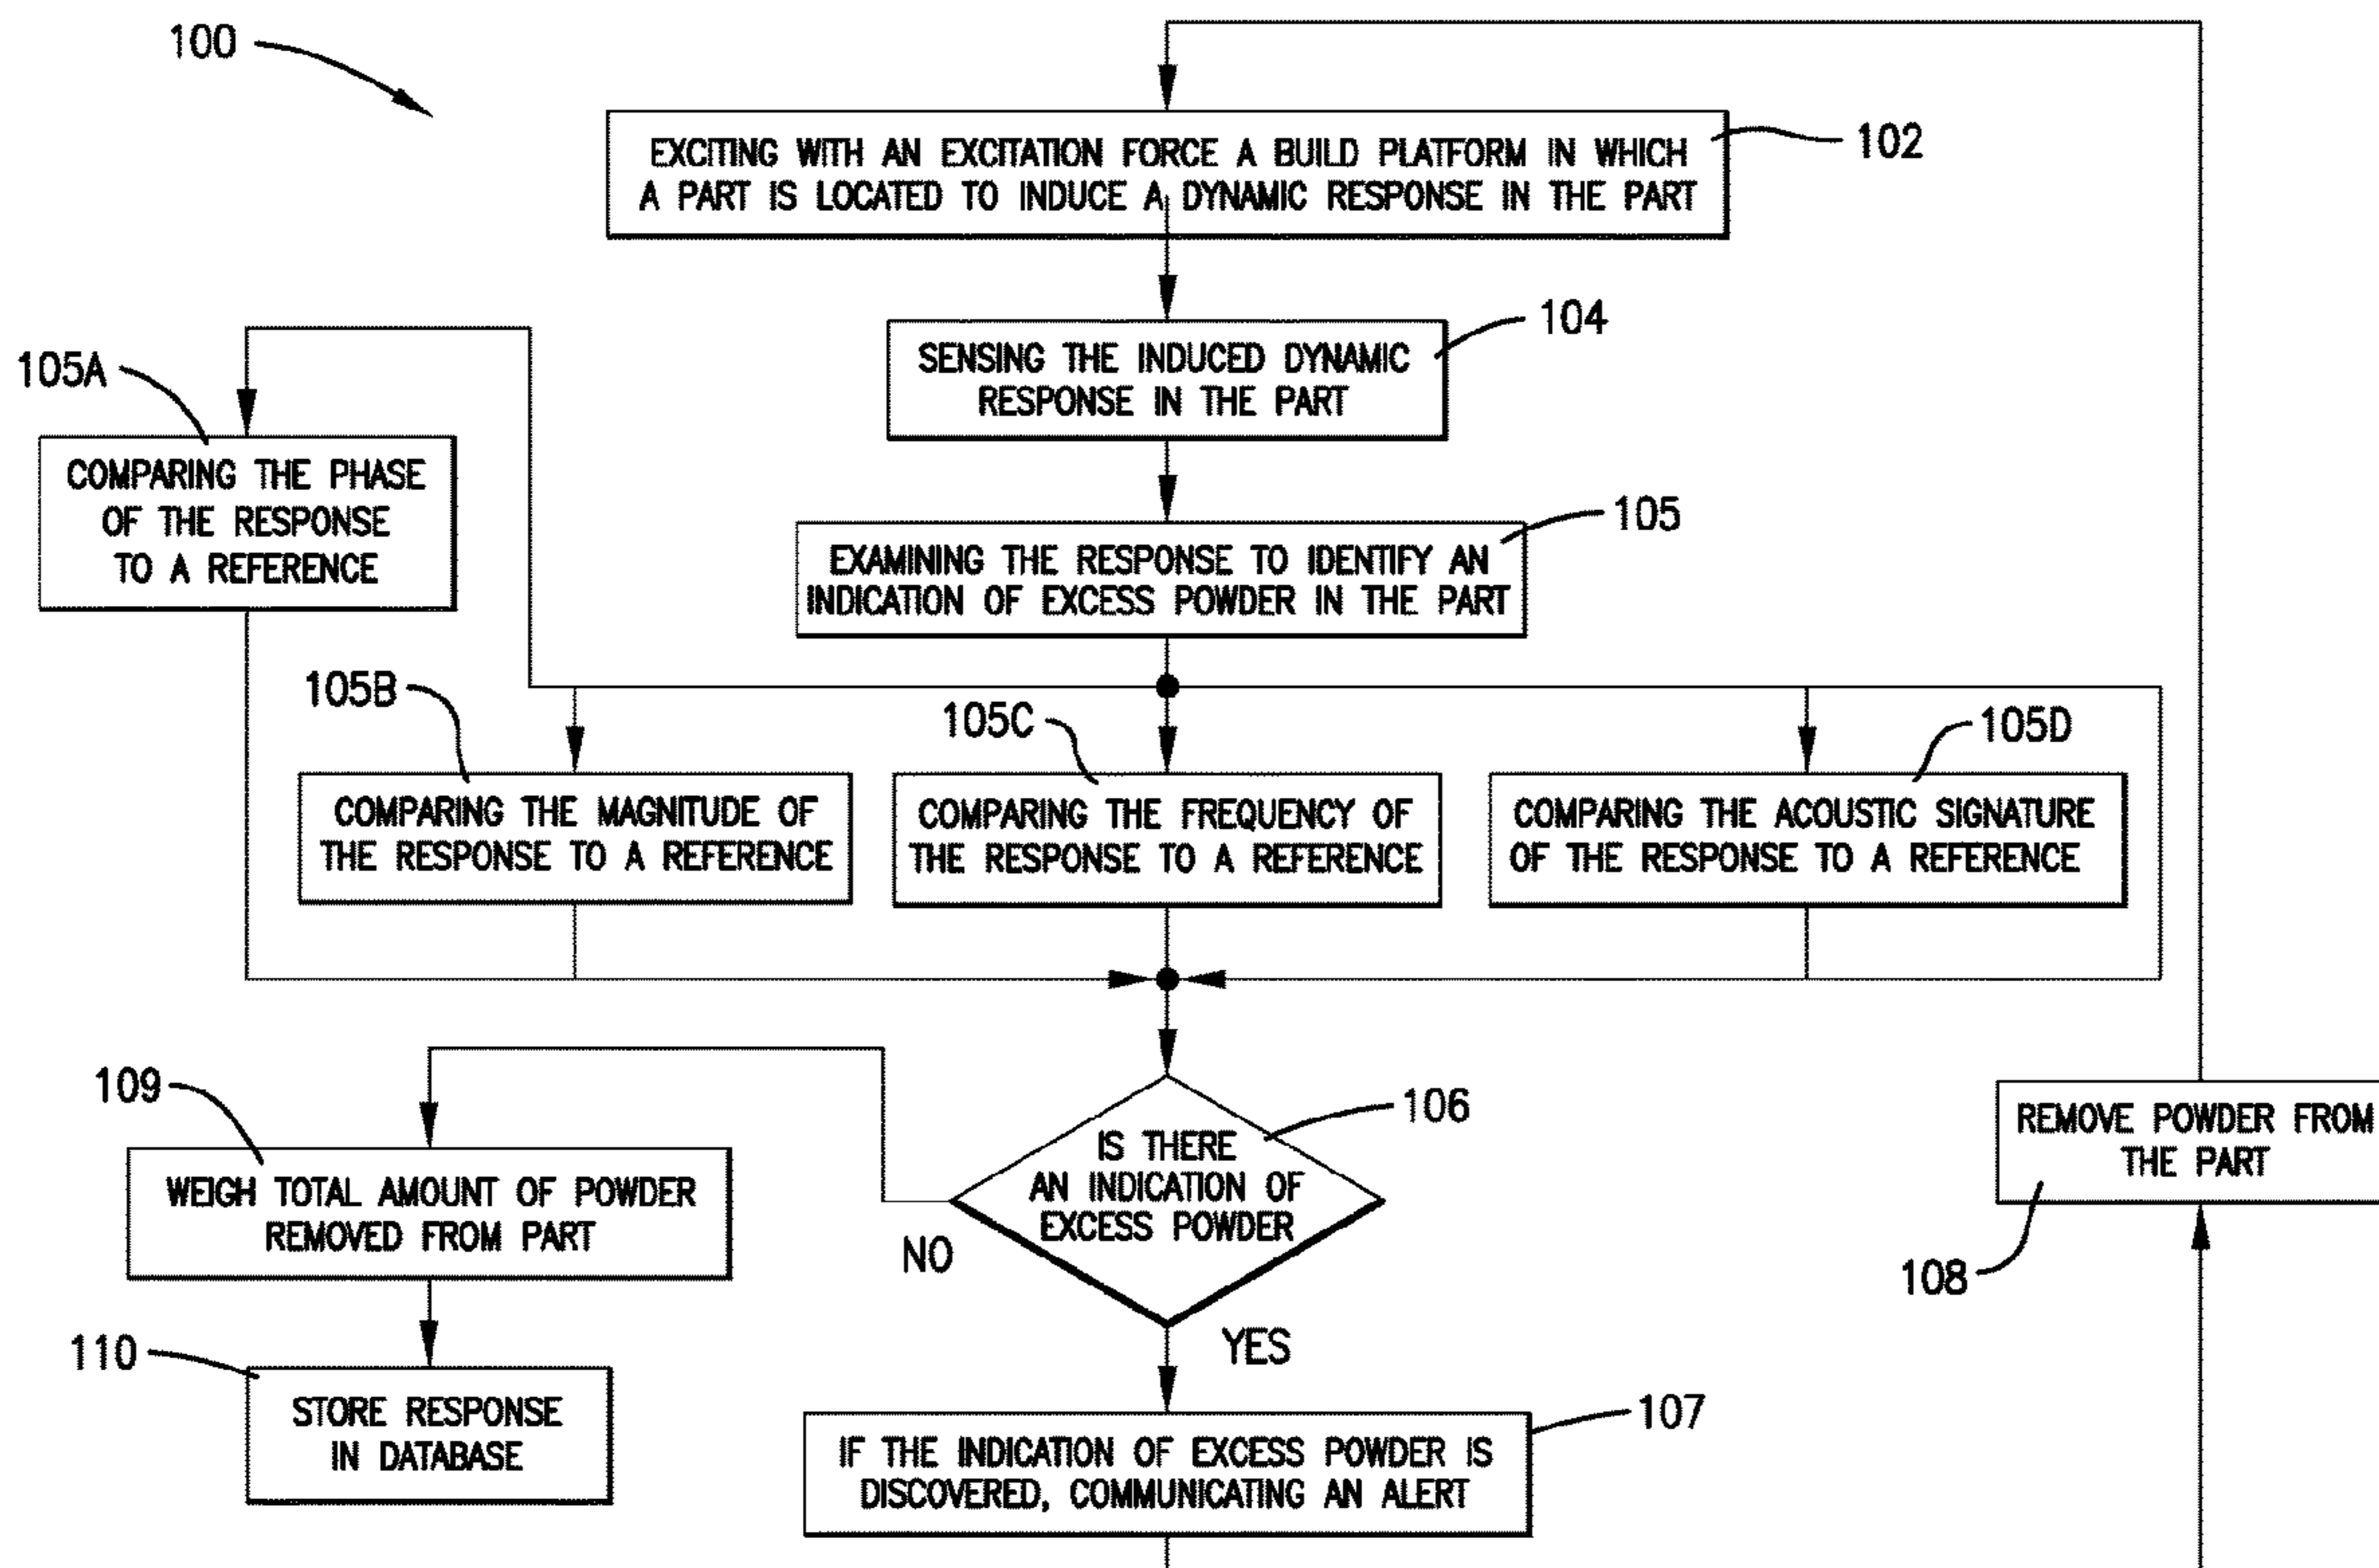 100
EXCITING WITH AN EXCITATION FORCE A BUILD PLATFORM IN WHICH
A PART IS LOCATED TO INDUCE A DYNAMIC RESPONSE IN THE PART
102
SENSING THE INDUCED DYNAMIC
RESPONSE IN THE PART
104
105A
COMPARING THE PHASE
OF THE RESPONSE
TO A REFERENCE
EXAMINING THE RESPONSE TO IDENTIFY AN
INDICATION OF EXCESS POWDER IN THE PART
105
105B
COMPARING THE MAGNITUDE OF
THE RESPONSE TO A REFERENCE
105C
COMPARING THE FREQUENCY OF
THE RESPONSE TO A REFERENCE
105D
COMPARING THE ACOUSTIC SIGNATURE
OF THE RESPONSE TO A REFERENCE
106
IS THERE
AN INDICATION OF
EXCESS POWDER
NO
YES
109
WEIGH TOTAL AMOUNT OF POWDER
REMOVED FROM PART
110
STORE RESPONSE
IN DATABASE
REMOVE POWDER FROM
THE PART
108
107
IF THE INDICATION OF EXCESS POWDER IS
DISCOVERED, COMMUNICATING AN ALERT